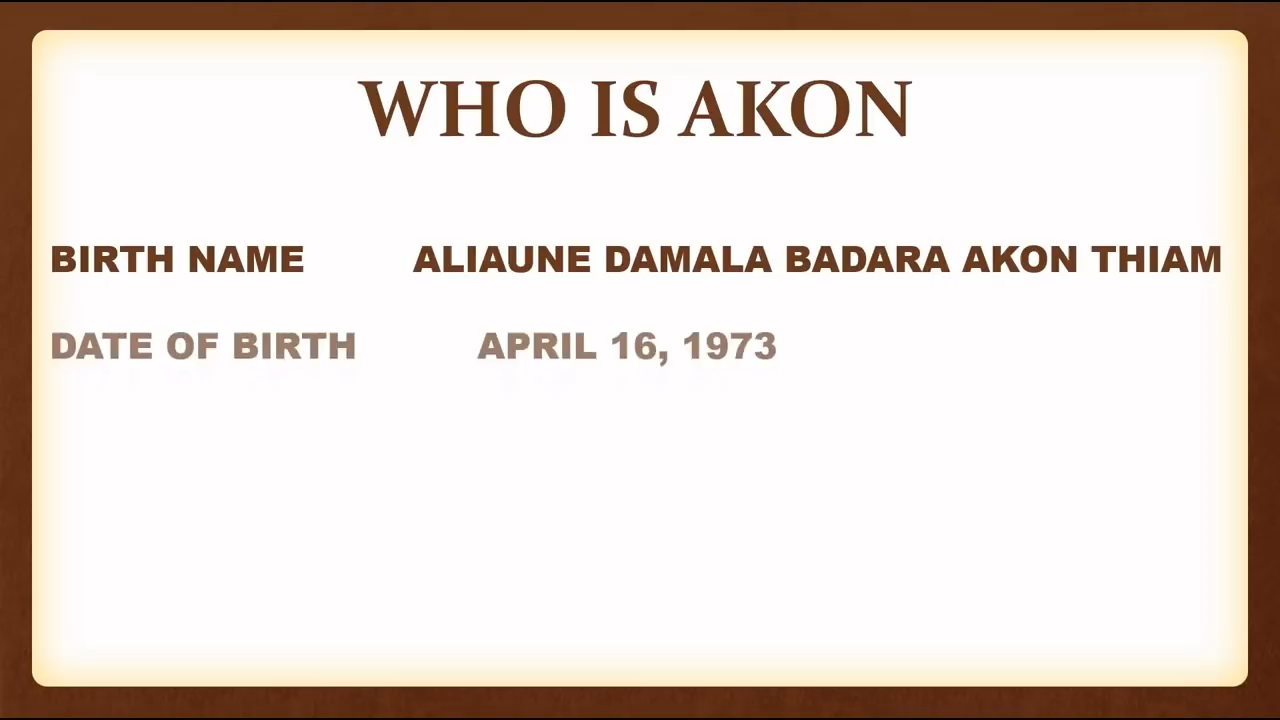 WHO IS AKON
BIRTH NAME ALIAUNE DAMALA BADARA AKON THIAM
DATE OF BIRTH APRIL 16, 1973